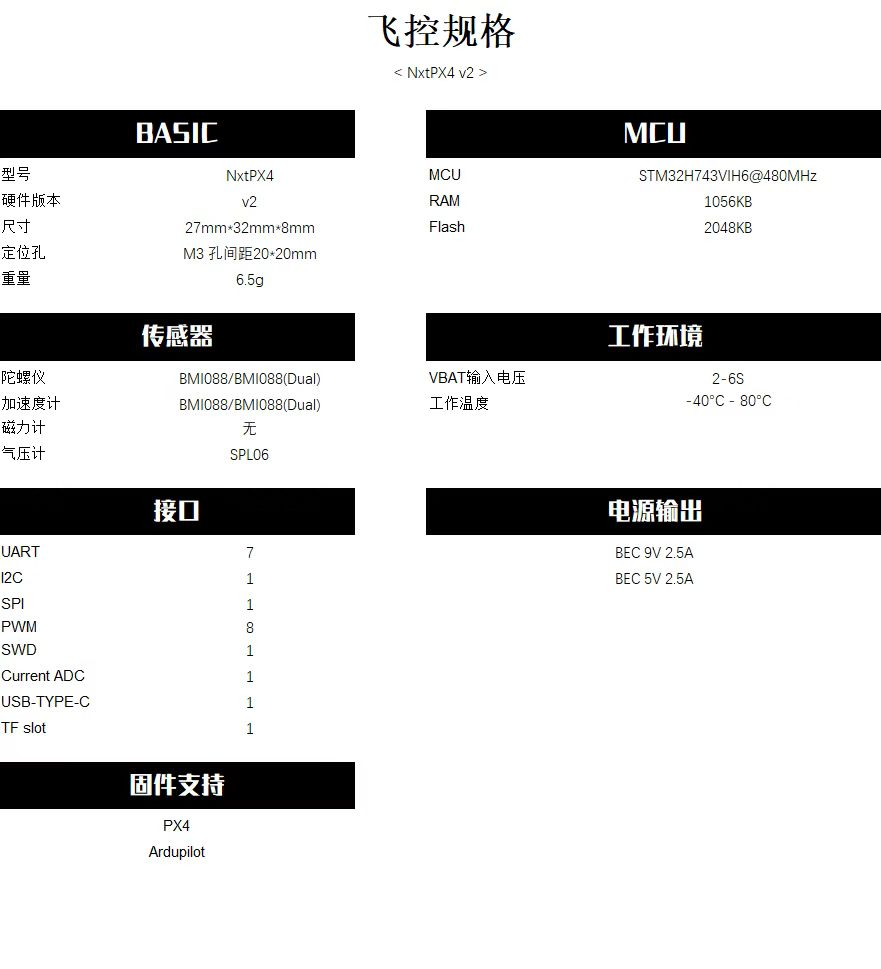 飞控规格
< NxtPX4 v2 >
BASIC
型号 NxtPX4
硬件版本 v2
尺寸 27mm*32mm*8mm
定位孔 M3 孔间距20*20mm
重量 6.5g
MCU
MCU STM32H743VIH6@480MHz
RAM 1056KB
Flash 2048KB
传感器
陀螺仪 BMI088/BMI088(Dual)
加速度计 BMI088/BMI088(Dual)
磁力计 无
气压计 SPL06
工作环境
VBAT输入电压 2-6S
工作温度 -40°C - 80°C
接口
UART 7
I2C 1
SPI 1
PWM 8
SWD 1
Current ADC 1
USB-TYPE-C 1
TF slot 1
电源输出
BEC 9V 2.5A
BEC 5V 2.5A
固件支持
PX4
Ardupilot